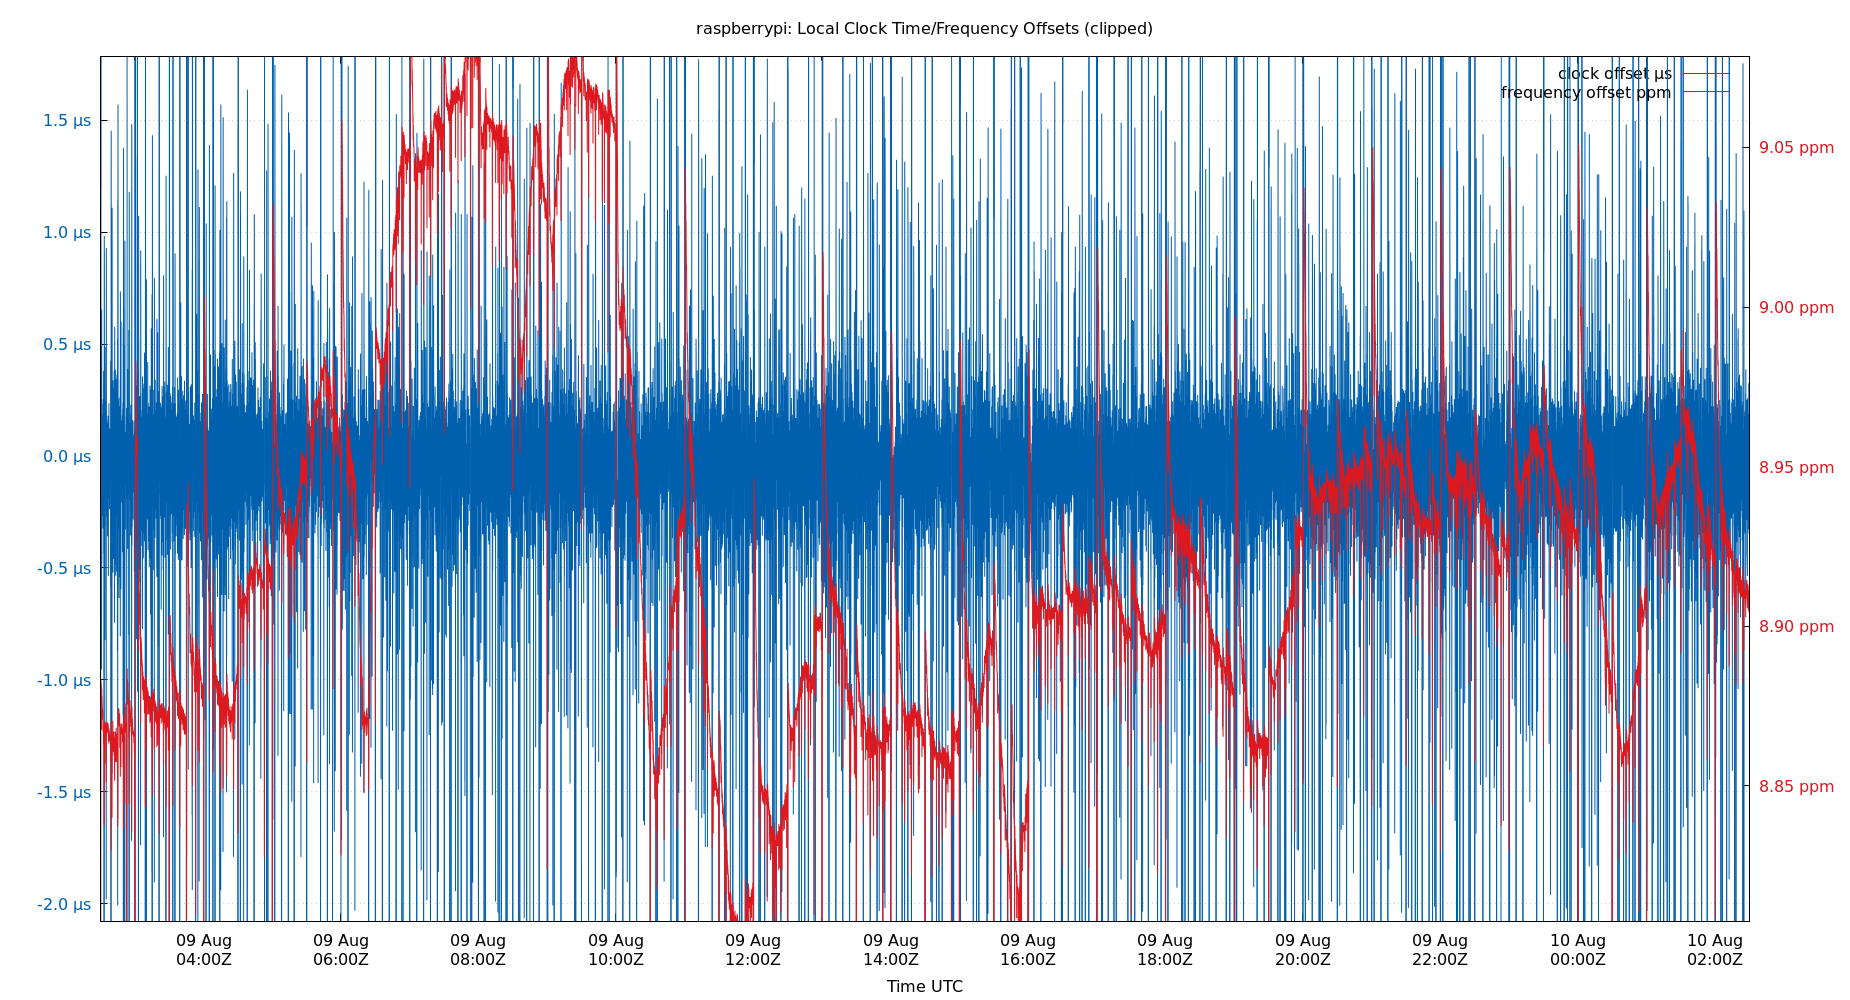 raspberrypi: Local Clock Time/Frequency Offsets (clipped)
clock offset µs
frequency offset ppm
1.5 µs
1.0 µs
0.5 µs
0.0 µs
-0.5 µs
-1.0 µs
-1.5 µs
-2.0 µs
9.05 ppm
9.00 ppm
8.95 ppm
8.90 ppm
8.85 ppm
09 Aug 09 Aug 09 Aug 09 Aug 09 Aug 09 Aug 09 Aug 09 Aug 09 Aug 09 Aug 10 Aug 10 Aug
04:00Z 06:00Z 08:00Z 10:00Z 12:00Z 14:00Z 16:00Z 18:00Z 20:00Z 22:00Z 00:00Z 02:00Z
Time UTC